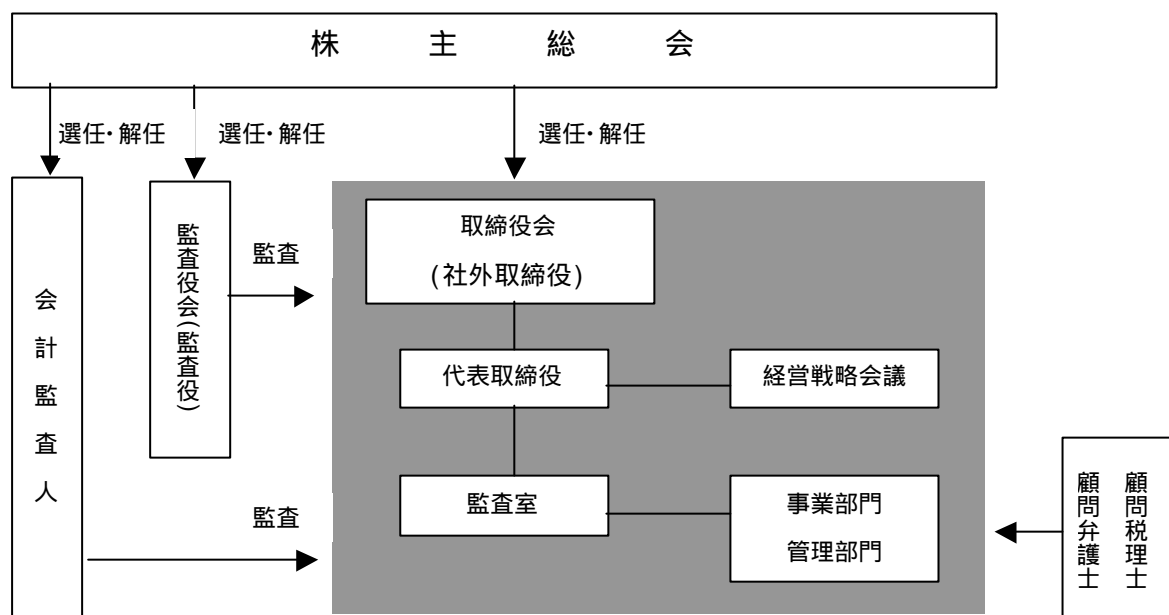 株主総会
選任・解任
選任・解任
選任・解任
会計監査人
監査役会(監査役)
監査
取締役会
(社外取締役)
代表取締役
経営戦略会議
監査室
監査
事業部門
管理部門
顧問税理士
顧問弁護士